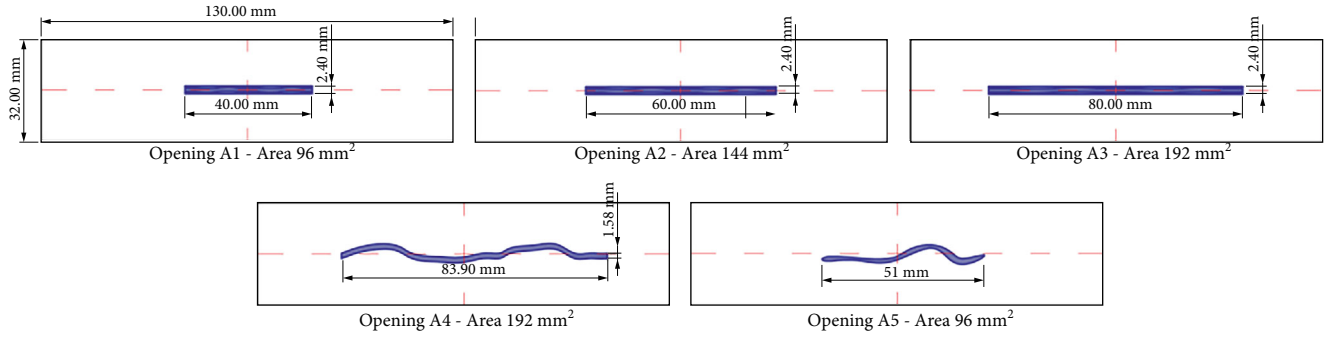 130.00 mm
32.00 mm
2.40 mm
40.00 mm
Opening A1 - Area 96 mm²
2.40 mm
60.00 mm
Opening A2 - Area 144 mm²
2.40 mm
80.00 mm
Opening A3 - Area 192 mm²
1.58 mm
83.90 mm
Opening A4 - Area 192 mm²
51 mm
Opening A5 - Area 96 mm²